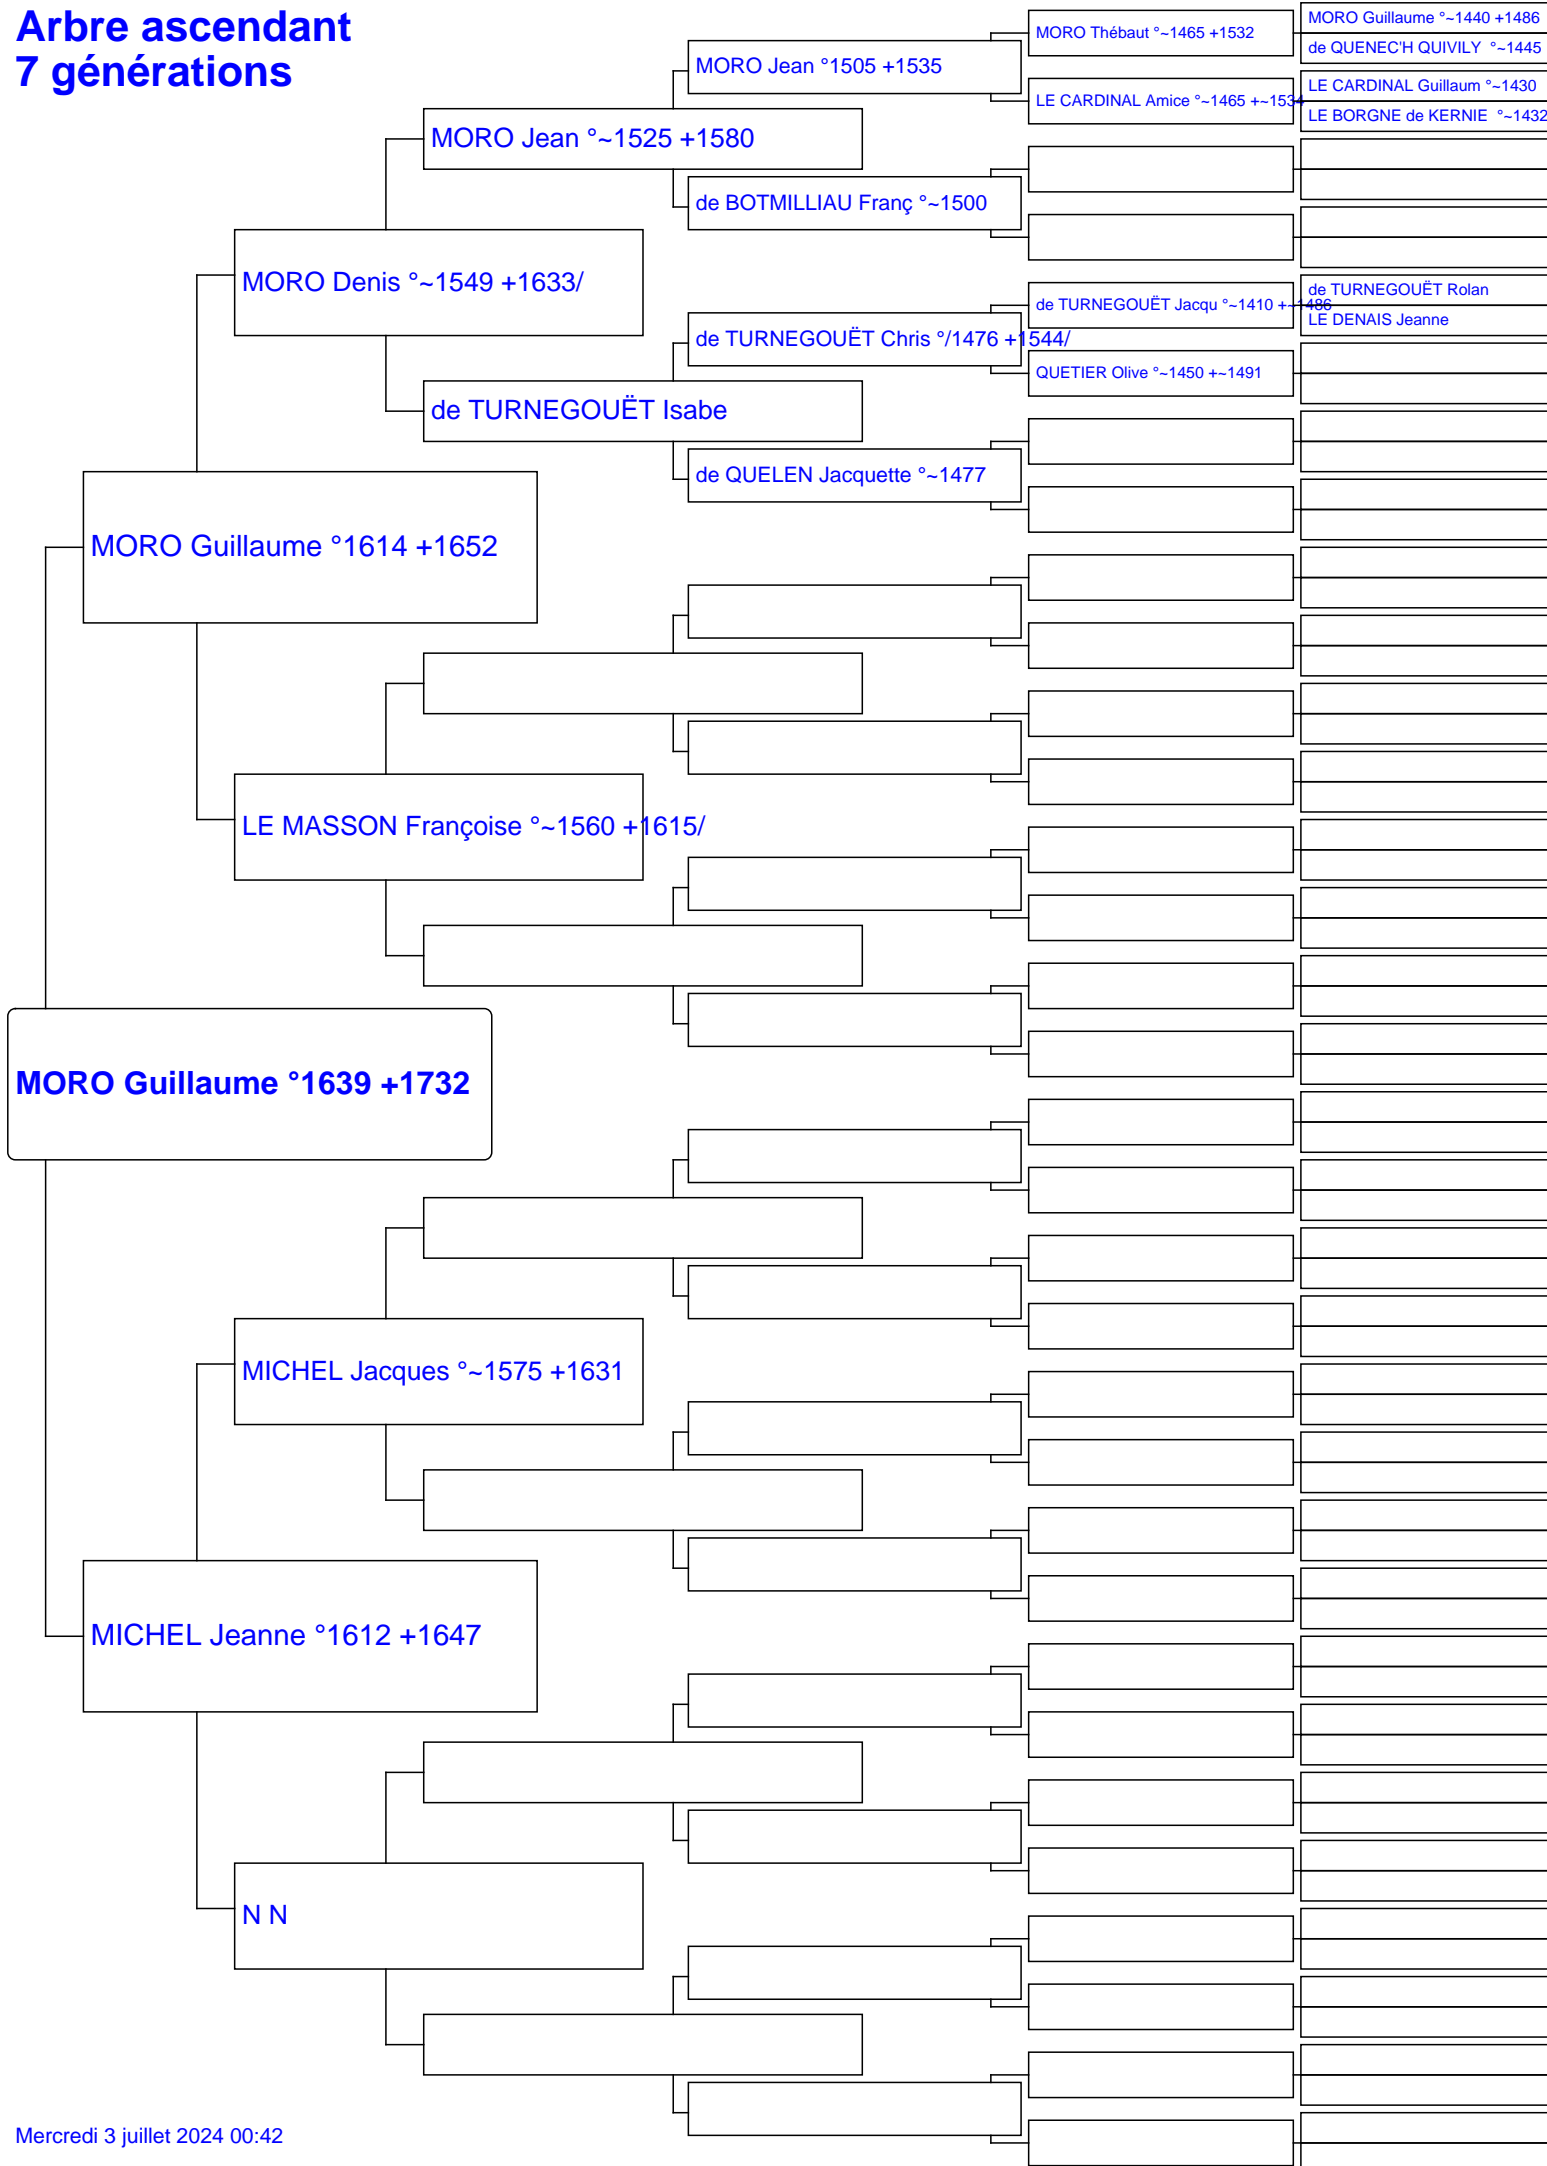 Arbre ascendant
7 générations
MORO Guillaume °~1440 +1486
MORO Thébaut °~1465 +1532
de QUENEC'H QUIVILY °~1445
MORO Jean °1505 +1535
LE CARDINAL Guillaum °~1430
LE CARDINAL Amice °~1465 +~1534
LE BORGNE de KERNIE °~1432
MORO Jean °~1525 +1580
de BOTMILLIAU Franç °~1500
MORO Denis °~1549 +1633/
de TURNEGOUËT Rolan
de TURNEGOUËT Jacqu °~1410 +~1486
LE DENAIS Jeanne
de TURNEGOUËT Chris °/1476 +1544/
QUETIER Olive °~1450 +~1491
de TURNEGOUËT Isabe
de QUELEN Jacquette °~1477
MORO Guillaume °1614 +1652
LE MASSON Françoise °~1560 +1615/
MORO Guillaume °1639 +1732
MICHEL Jacques °~1575 +1631
MICHEL Jeanne °1612 +1647
N N
Mercredi 3 juillet 2024 00:42